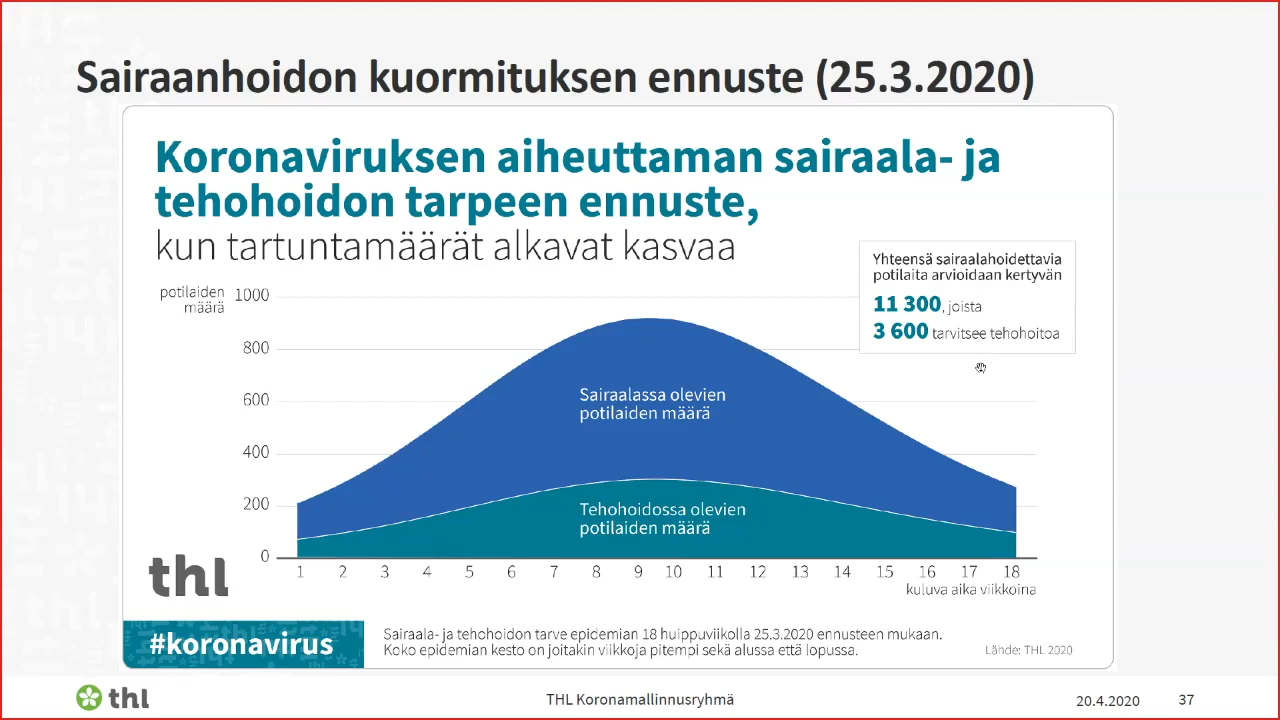 Sairaanhoidon kuormituksen ennuste (25.3.2020)
Koronaviruksen aiheuttaman sairaala- ja
tehohoidon tarpeen ennuste,
kun tartuntamäärät alkavat kasvaa
Yhteensä sairaalahoidettavia
potilaita arvioidaan kertyvän
11 300, joista
3 600 tarvitsee tehohoitoa
potilaiden
määrä
1000
800
600
400
200
0
Sairaalassa olevien
potilaiden määrä
Tehohoidossa olevien
potilaiden määrä
1 2 3 4 5 6 7 8 9 10 11 12 13 14 15 16 17 18
kuluva aika viikkoina
thl
#koronavirus
Sairaala- ja tehohoidon tarve epidemian 18 huippuviikolla 25.3.2020 ennusteen mukaan.
Koko epidemian kesto on joitakin viikkoja pitempi sekä alussa että lopussa.
Lähde: THL 2020
thl
THL Koronamallinnusryhmä
20.4.2020
37